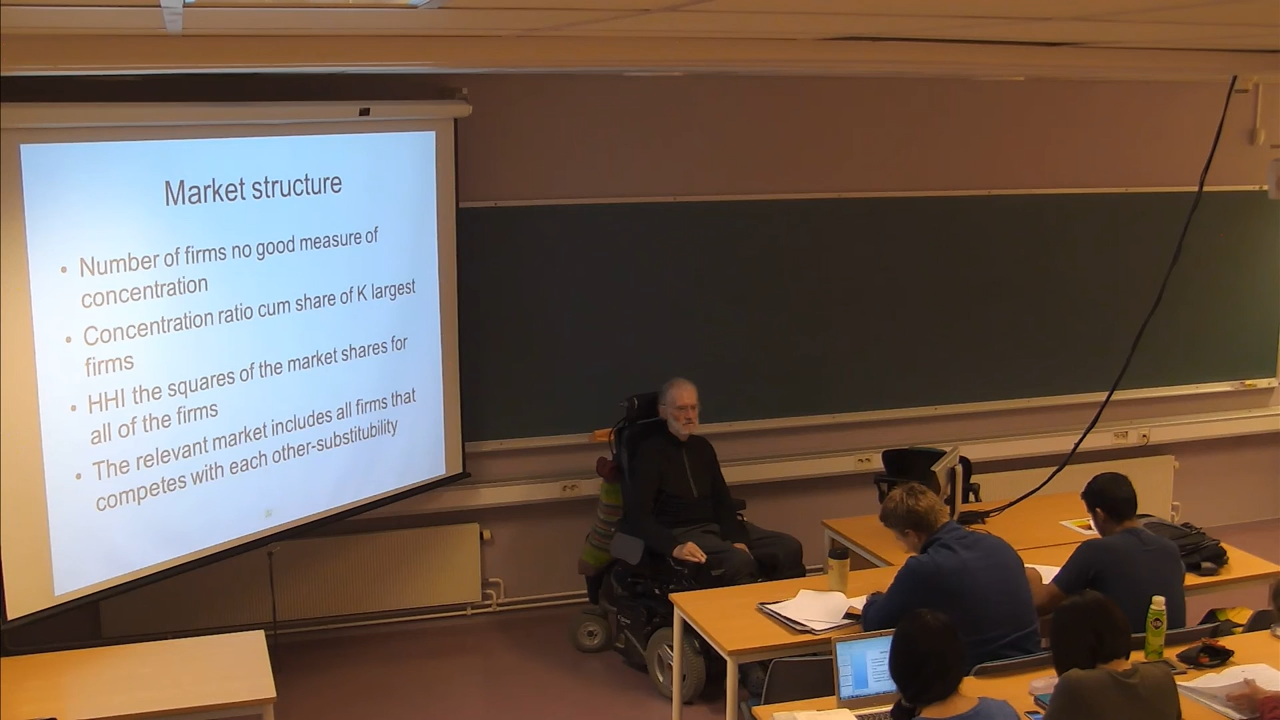 Market structure
• Number of firms no good measure of
concentration
• Concentration ratio cum share of K largest
firms
• HHI the squares of the market shares for
all of the firms
• The relevant market includes all firms that
competes with each other-substitubility